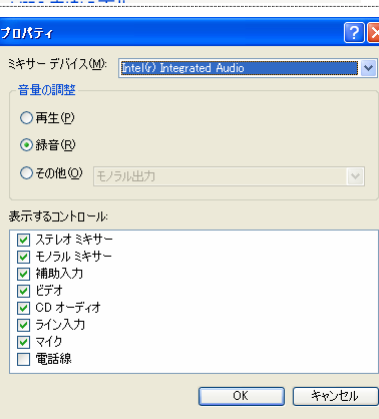 プロパティ
ミキサー デバイス(M): Intel(r) Integrated Audio
音量の調整
再生(P)
録音(R)
その他(O) モノラル出力
表示するコントロール:
ステレオ ミキサー
モノラル ミキサー
補助入力
ビデオ
CD オーディオ
ライン入力
マイク
電話線
OK キャンセル